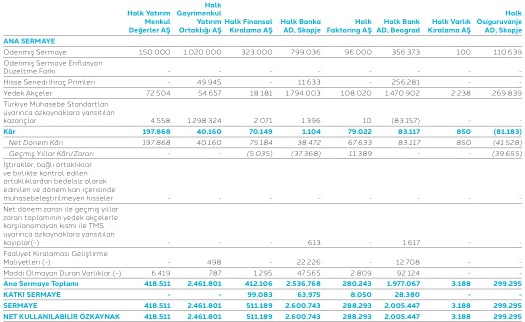 Halk Yatırım Menkul Değerler AŞ	Halk Gayrimenkul Yatırım Ortaklığı AŞ	Halk Finansal Kiralama AŞ	Halk Banka AD, Skopje	Halk Faktoring AŞ	Halk Bank AD, Beograd	Halk Varlık Kiralama AŞ	Halk Osiguruvanje AD, Skopje
ANA SERMAYE
Ödenmiş Sermaye	150.000	1.020.000	323.000	799.036	96.000	356.373	100	110.639
Ödenmiş Sermaye Enflasyon
Düzeltme Farkı	-	-	-	-	-	-	-	-
Hisse Senedi İhraç Primleri	-	49.945	-	11.633	-	256.281	-	-
Yedek Akçeler	72.504	54.657	18.181	1.794.003	108.020	1.470.902	2.238	269.839
Türkiye Muhasebe Standartları
uyarınca özkaynaklara yansıtılan
kazançlar	4.558	1.298.324	2.071	1.396	10	(83.157)	-	-
Kâr	197.868	40.160	70.149	1.104	79.022	83.117	850	(81.183)
Net Dönem Kârı	197.868	40.160	75.184	38.472	67.633	83.117	850	(41.528)
Geçmiş Yıllar Kârı/Zararı	-	-	(5.035)	(37.368)	11.389	-	-	(39.655)
İştirakler, bağlı ortaklıklar
ve birlikte kontrol edilen
ortaklıklardan bedelsiz olarak
edinilen ve dönem karı içerisinde
muhasebeleştirilmeyen hisseler	-	-	-	-	-	-	-	-
Net dönem zararı ile geçmiş yıllar
zararı toplamının yedek akçelerle
karşılanamayan kısmı ile TMS
uyarınca özkaynaklara yansıtılan
kayıplar(-)	-	-	-	613	-	1.617	-	-
Faaliyet Kiralaması Geliştirme
Maliyetleri (-)	-	498	-	22.226	-	12.708	-	-
Maddi Olmayan Duran Varlıklar (-)	6.419	787	1.295	47.565	2.809	92.124	-	-
Ana Sermaye Toplamı	418.511	2.461.801	412.106	2.536.768	280.243	1.977.067	3.188	299.295
KATKI SERMAYE	-	-	99.083	63.975	8.050	28.380	-	-
SERMAYE	418.511	2.461.801	511.189	2.600.743	288.293	2.005.447	3.188	299.295
NET KULLANILABİLİR ÖZKAYNAK	418.511	2.461.801	511.189	2.600.743	288.293	2.005.447	3.188	299.295